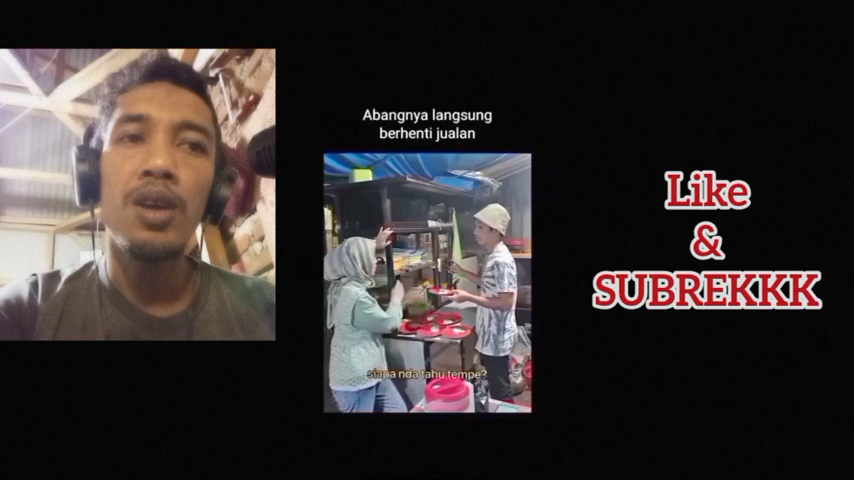 Abangnya langsung
berhenti jualan
siapa nda tahu tempe?
Like
&
SUBREKKK